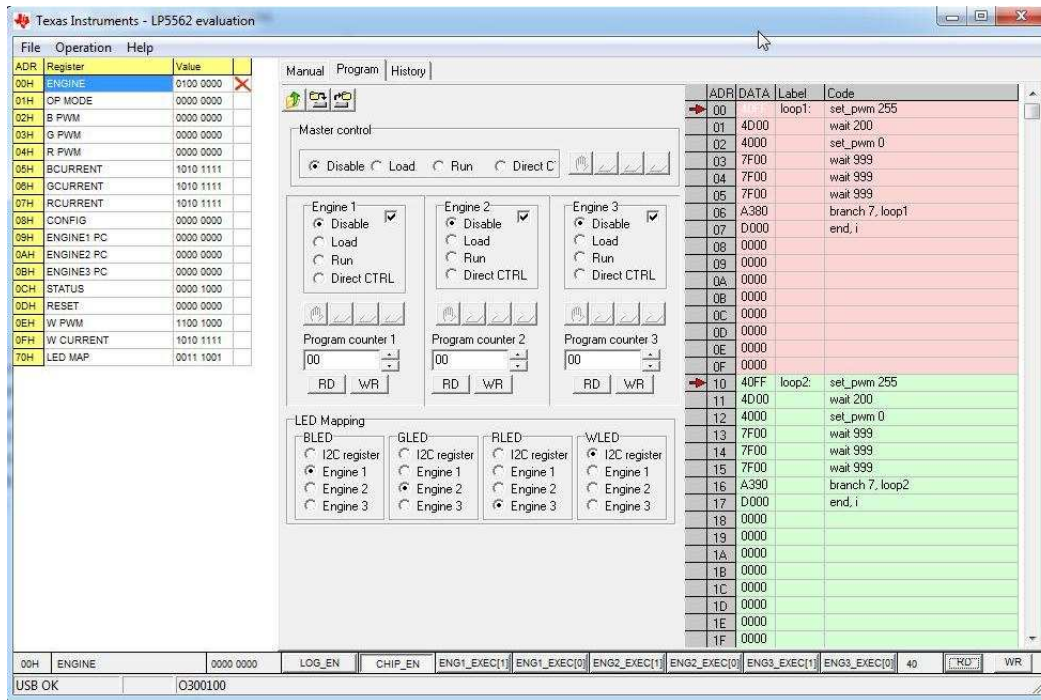 Texas Instruments - LP5562 evaluation
File Operation Help
ADR Register Value
00H ENGINE 0100 0000
01H OP MODE 0000 0000
02H B PWM 0000 0000
03H G PWM 0000 0000
04H R PWM 0000 0000
05H BCURRENT 1010 1111
06H GCURRENT 1010 1111
07H RCURRENT 1010 1111
08H CONFIG 0000 0000
09H ENGINE1 PC 0000 0000
0AH ENGINE2 PC 0000 0000
0BH ENGINE3 PC 0000 0000
0CH STATUS 0000 1000
0DH RESET 0000 0000
0EH W PWM 1100 1000
0FH W CURRENT 1010 1111
70H LED MAP 0011 1001
Manual Program History
Master control
Disable Load Run Direct C
Engine 1 Engine 2 Engine 3
Disable Disable Disable
Load Load Load
Run Run Run
Direct CTRL Direct CTRL Direct CTRL
Program counter 1 Program counter 2 Program counter 3
00 00 00
RD WR RD WR RD WR
LED Mapping
BLED GLED RLED WLED
I2C register I2C register I2C register I2C register
Engine 1 Engine 1 Engine 1 Engine 1
Engine 2 Engine 2 Engine 2 Engine 2
Engine 3 Engine 3 Engine 3 Engine 3
ADR DATA Label Code
00 40FF loop1: set_pwm 255
01 4D00 wait 200
02 4000 set_pwm 0
03 7F00 wait 999
04 7F00 wait 999
05 7F00 wait 999
06 A380 branch 7, loop1
07 D000 end, i
08 0000
09 0000
0A 0000
0B 0000
0C 0000
0D 0000
0E 0000
0F 0000
10 40FF loop2: set_pwm 255
11 4D00 wait 200
12 4000 set_pwm 0
13 7F00 wait 999
14 7F00 wait 999
15 7F00 wait 999
16 A390 branch 7, loop2
17 D000 end, i
18 0000
19 0000
1A 0000
1B 0000
1C 0000
1D 0000
1E 0000
1F 0000
00H ENGINE 0000 0000 LOG_EN CHIP_EN ENG1_EXEC[1] ENG1_EXEC[0] ENG2_EXEC[1] ENG2_EXEC[0] ENG3_EXEC[1] ENG3_EXEC[0] 40 RD WR
USB OK O300100